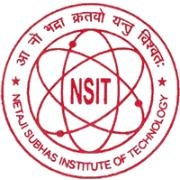 आ नो भद्राः क्रतवो यन्तु विश्वतः
NSIT
NETAJI SUBHAS INSTITUTE OF TECHNOLOGY